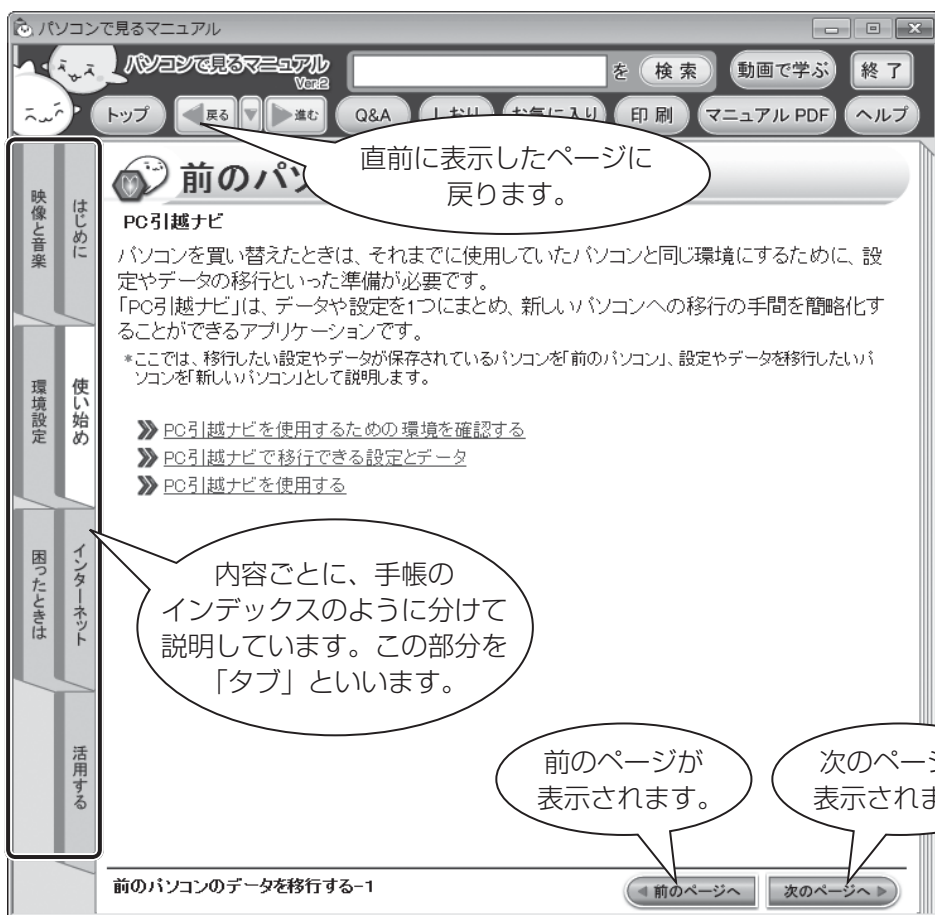 パソコンで見るマニュアル
パソコンで見るマニュアル
Ver.2
を 検索 動画で学ぶ 終了
トップ 戻る 進む Q&A しおり お気に入り 印刷 マニュアル PDF ヘルプ
直前に表示したページに
戻ります。
前のパソ
PC引越ナビ
パソコンを買い替えたときは、それまでに使用していたパソコンと同じ環境にするために、設
定やデータの移行といった準備が必要です。
「PC引越ナビ」は、データや設定を1つにまとめ、新しいパソコンへの移行の手間を簡略化す
ることができるアプリケーションです。
*ここでは、移行したい設定やデータが保存されているパソコンを「前のパソコン」、設定やデータを移行したいパ
ソコンを「新しいパソコン」として説明します。
PC引越ナビを使用するための環境を確認する
PC引越ナビで移行できる設定とデータ
PC引越ナビを使用する
はじめに
映像と音楽
使い始め
環境設定
インターネット
困ったときは
活用する
内容ごとに、手帳の
インデックスのように分けて
説明しています。この部分を
「タブ」といいます。
前のページが
表示されます。
次のページ
表示されま
前のパソコンのデータを移行する-1
前のページへ 次のページへ